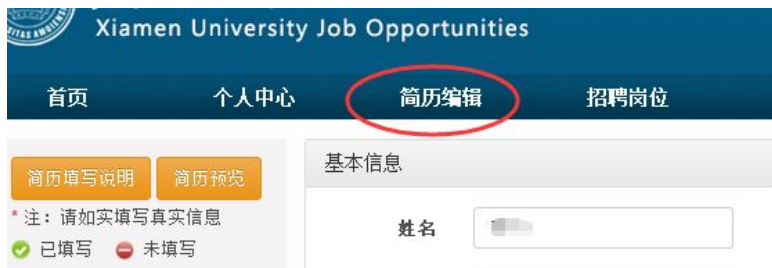 Xiamen University Job Opportunities
首页 个人中心 简历编辑 招聘岗位
简历填写说明 简历预览
*注：请如实填写真实信息
已填写 未填写
基本信息
姓名